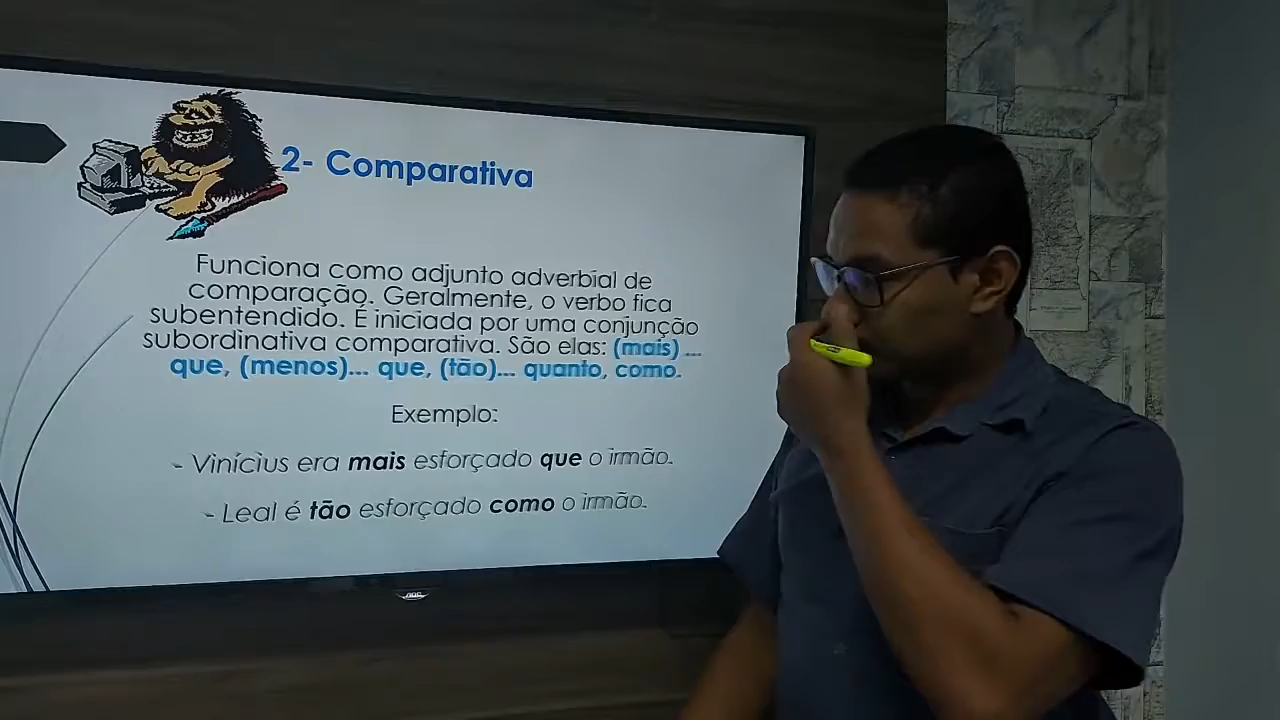 2- Comparativa
Funciona como adjunto adverbial de
comparação. Geralmente, o verbo fica
subentendido. É iniciada por uma conjunção
subordinativa comparativa. São elas: (mais) ...
que, (menos)... que, (tão)... quanto, como.
Exemplo:
- Vinícius era mais esforçado que o irmão.
- Leal é tão esforçado como o irmão.
AOC